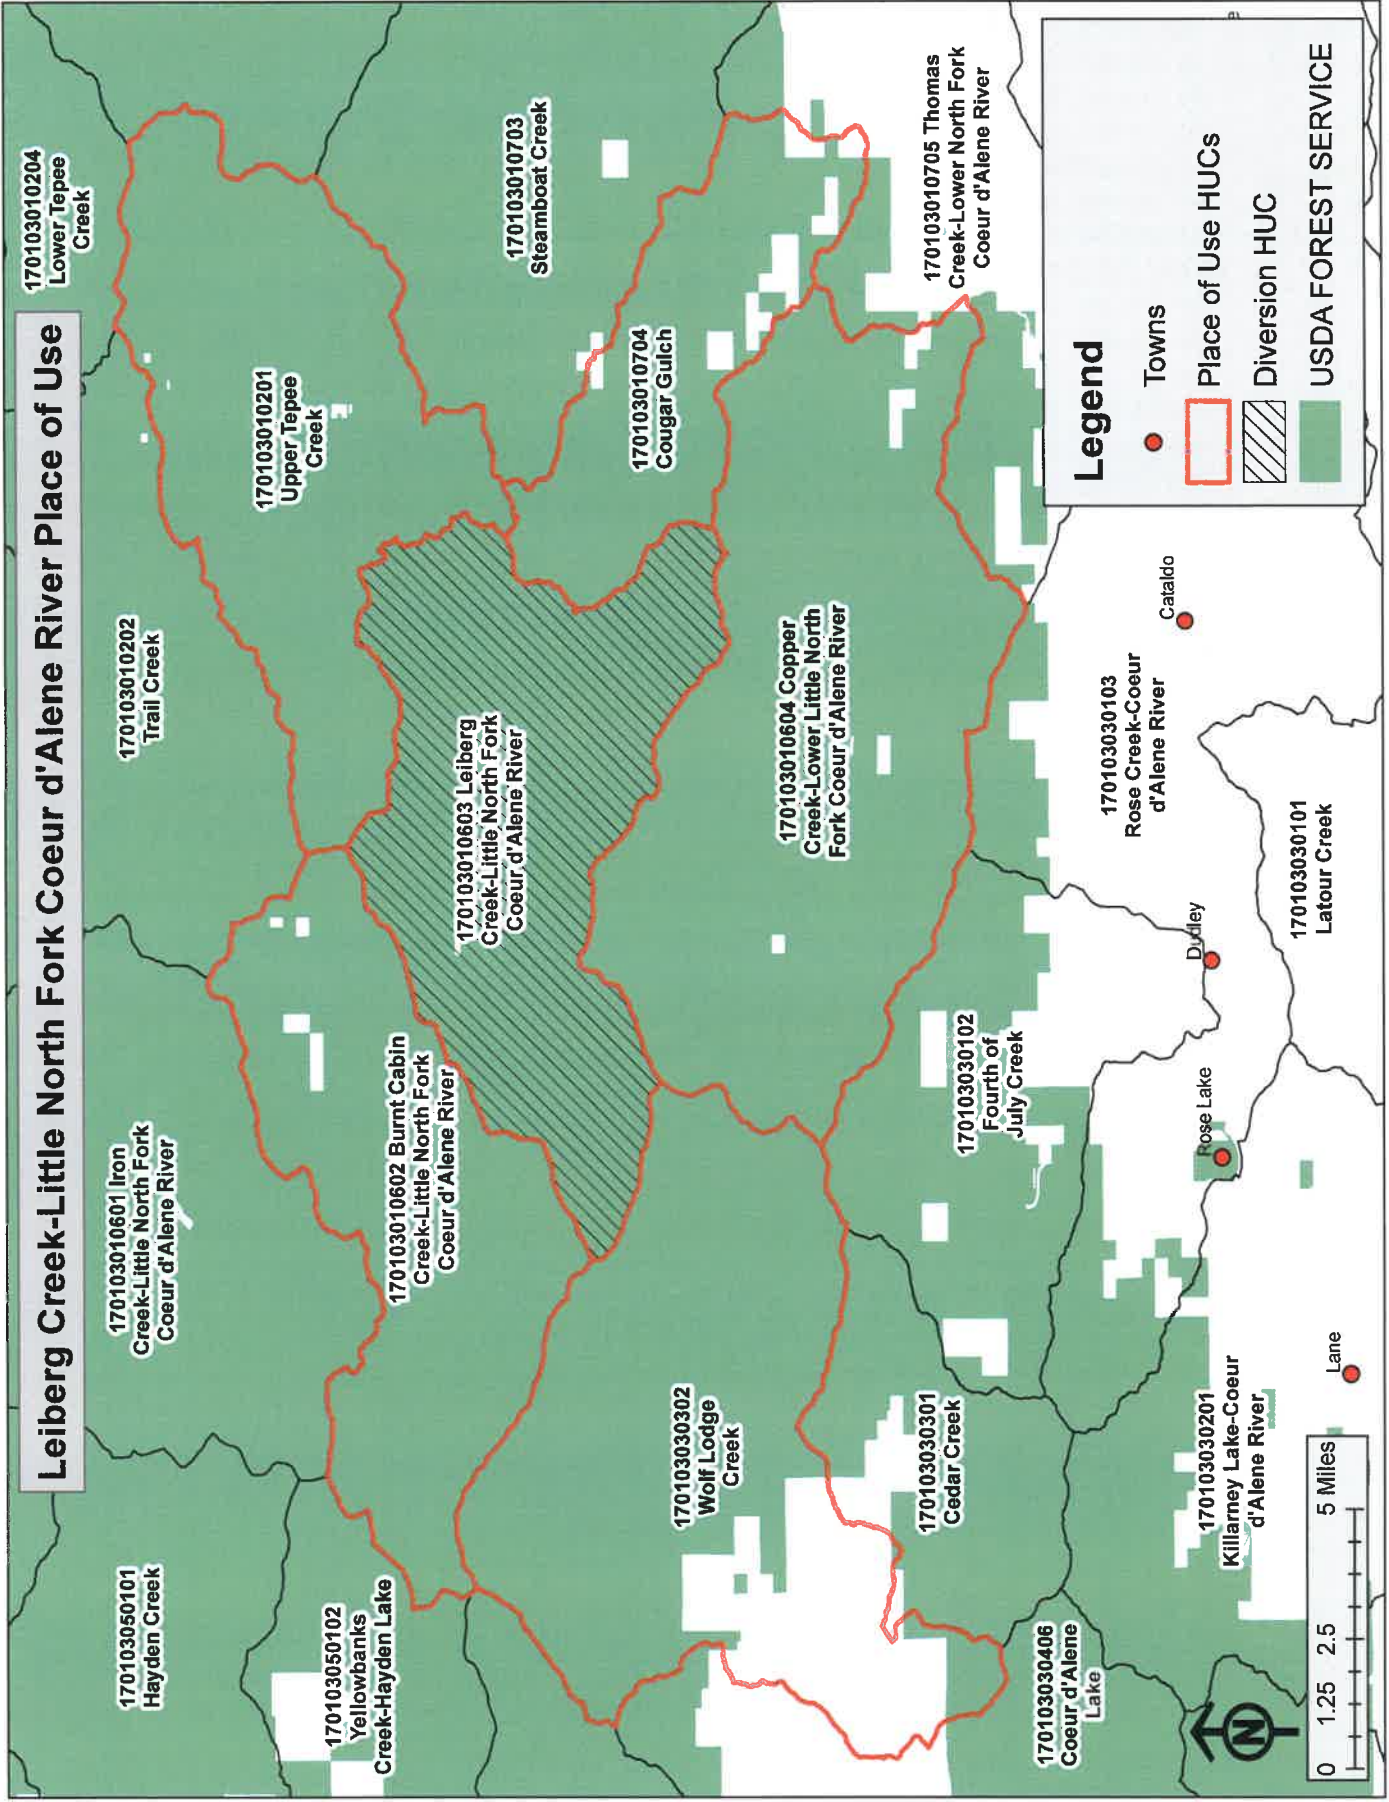 Leiberg Creek-Little North Fork Coeur d'Alene River Place of Use
170103050101
Hayden Creek
170103010601 Iron
Creek-Little North Fork
Coeur d'Alene River
170103010202
Trail Creek
170103010204
Lower Tepee
Creek
170103010201
Upper Tepee
Creek
170103050102
Yellowbanks
Creek-Hayden Lake
170103010602 Burnt Cabin
Creek-Little North Fork
Coeur d'Alene River
170103010603 Leiberg
Creek-Little North Fork
Coeur d'Alene River
170103010703
Steamboat Creek
170103010704
Cougar Gulch
170103030302
Wolf Lodge
Creek
170103010604 Copper
Creek-Lower Little North
Fork Coeur d'Alene River
170103010705 Thomas
Creek-Lower North Fork
Coeur d'Alene River
170103030301
Cedar Creek
170103030102
Fourth of
July Creek
170103030406
Coeur d'Alene
Lake
170103030103
Rose Creek-Coeur
d'Alene River
Cataldo
Dudley
Rose Lake
170103030201
Killarney Lake-Coeur
d'Alene River
170103030101
Latour Creek
Lane
Legend
Towns
Place of Use HUCs
Diversion HUC
USDA FOREST SERVICE
N
0 1.25 2.5 5 Miles